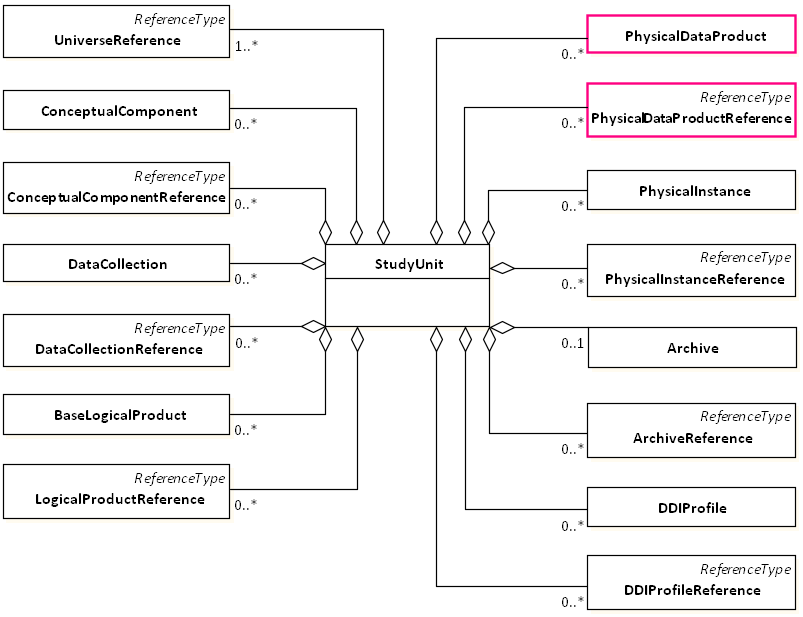 ReferenceType
UniverseReference
1..*
ConceptualComponent
0..*
ReferenceType
ConceptualComponentReference
0..*
DataCollection
0..*
ReferenceType
DataCollectionReference
0..*
BaseLogicalProduct
0..*
ReferenceType
LogicalProductReference
0..*
StudyUnit
PhysicalDataProduct
0..*
ReferenceType
PhysicalDataProductReference
0..*
PhysicalInstance
0..*
ReferenceType
PhysicalInstanceReference
0..*
Archive
0..1
ReferenceType
ArchiveReference
0..*
DDIProfile
0..*
ReferenceType
DDIProfileReference
0..*